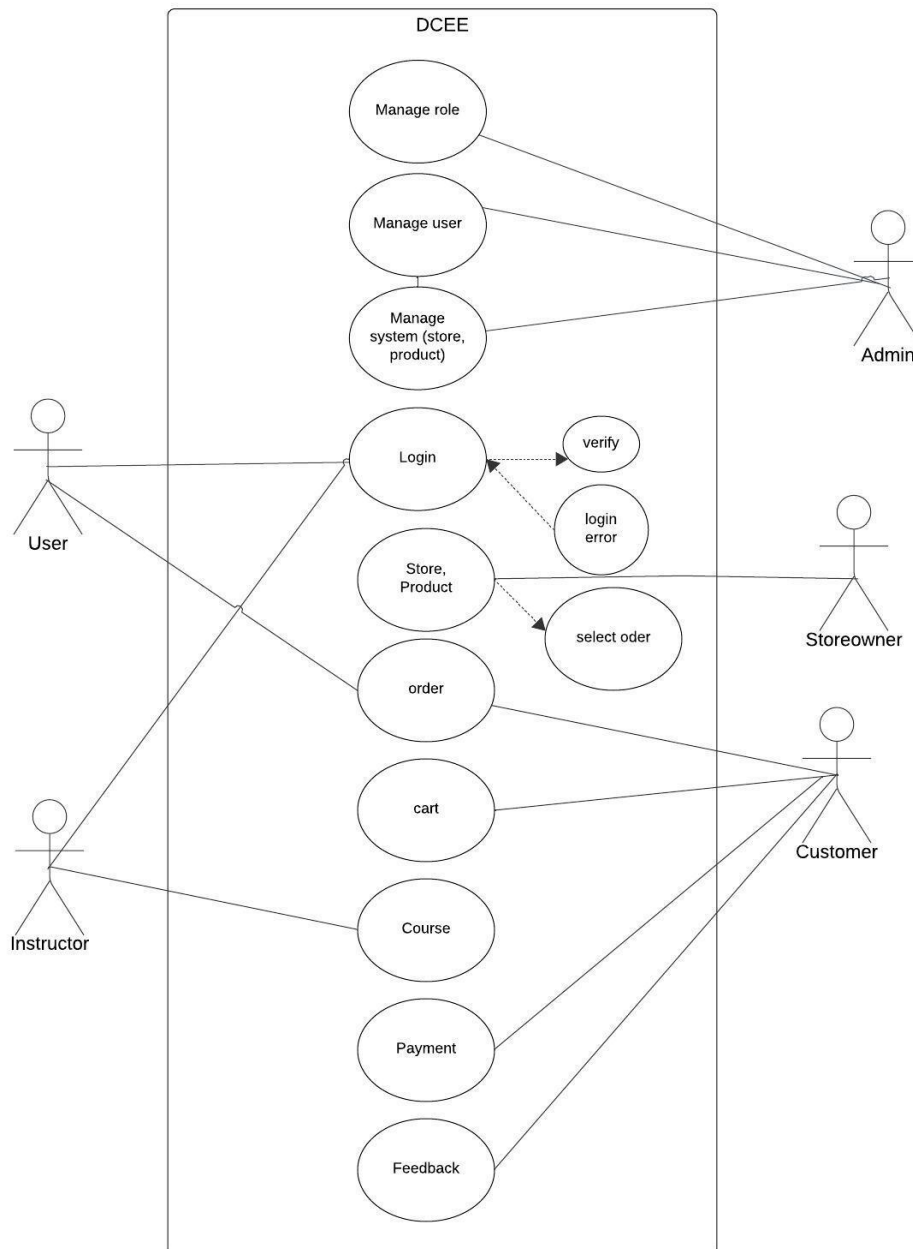 DCEE
Manage role
Manage user
Manage
system (store,
product)
Admin
Login
verify
login
error
User
Store,
Product
select oder
Storeowner
order
cart
Customer
Course
Instructor
Payment
Feedback